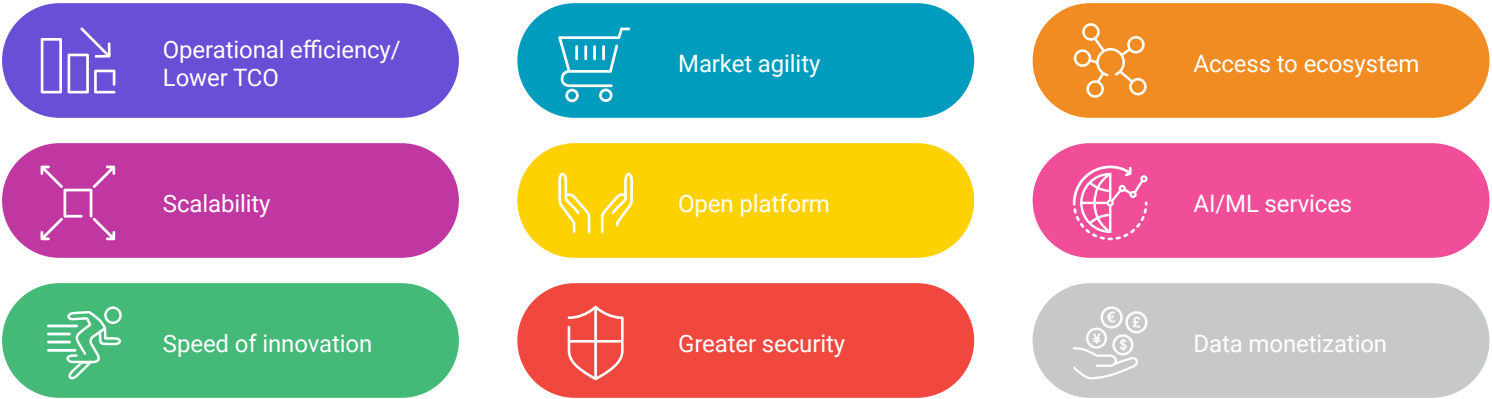 Operational efficiency/
Lower TCO
Market agility
Access to ecosystem
Scalability
Open platform
AI/ML services
Speed of innovation
Greater security
€
£
¥
$
Data monetization